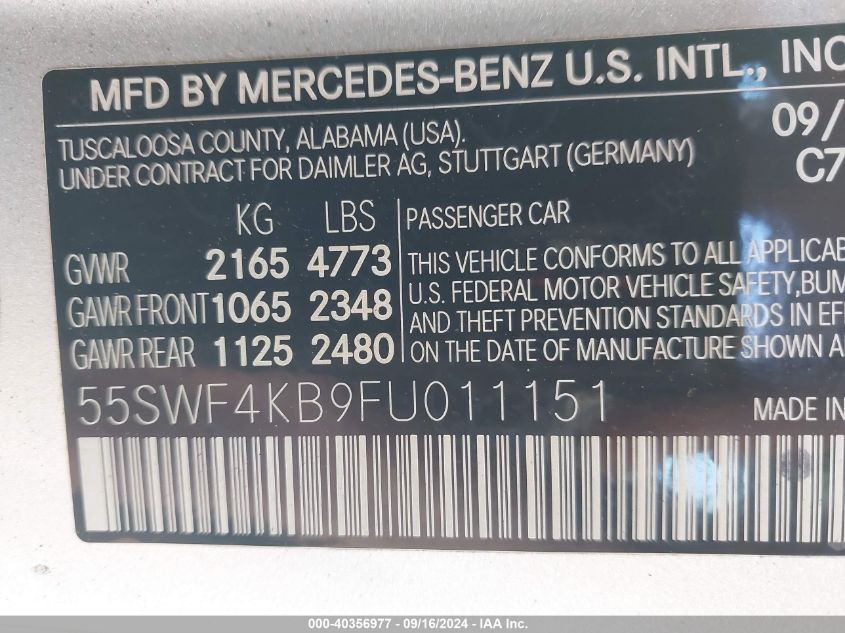 MFD BY MERCEDES-BENZ U.S. INTL., INC
TUSCALOOSA COUNTY, ALABAMA (USA).
UNDER CONTRACT FOR DAIMLER AG, STUTTGART (GERMANY)
09/
C7
KG LBS
GVWR 2165 4773
GAWR FRONT 1065 2348
GAWR REAR 1125 2480
PASSENGER CAR
THIS VEHICLE CONFORMS TO ALL APPLICAB
U.S. FEDERAL MOTOR VEHICLE SAFETY, BUM
AND THEFT PREVENTION STANDARDS IN EF
ON THE DATE OF MANUFACTURE SHOWN A
55SWF4KB9FU011151
MADE IN
000-40356977 - 09/16/2024 - IAA Inc.